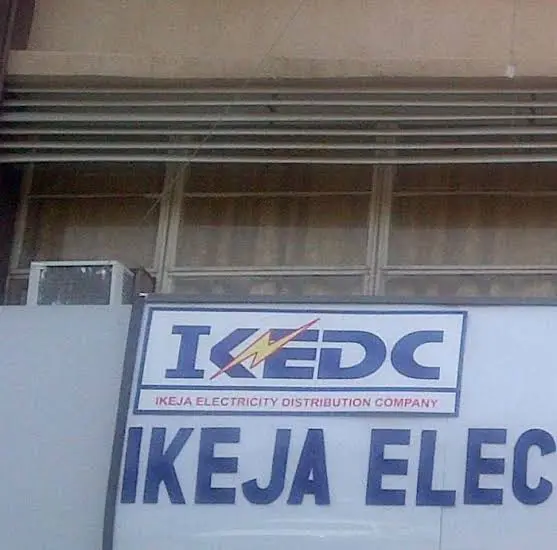 IKEDC
IKEJA ELECTRICITY DISTRIBUTION COMPANY
IKEJA ELEC